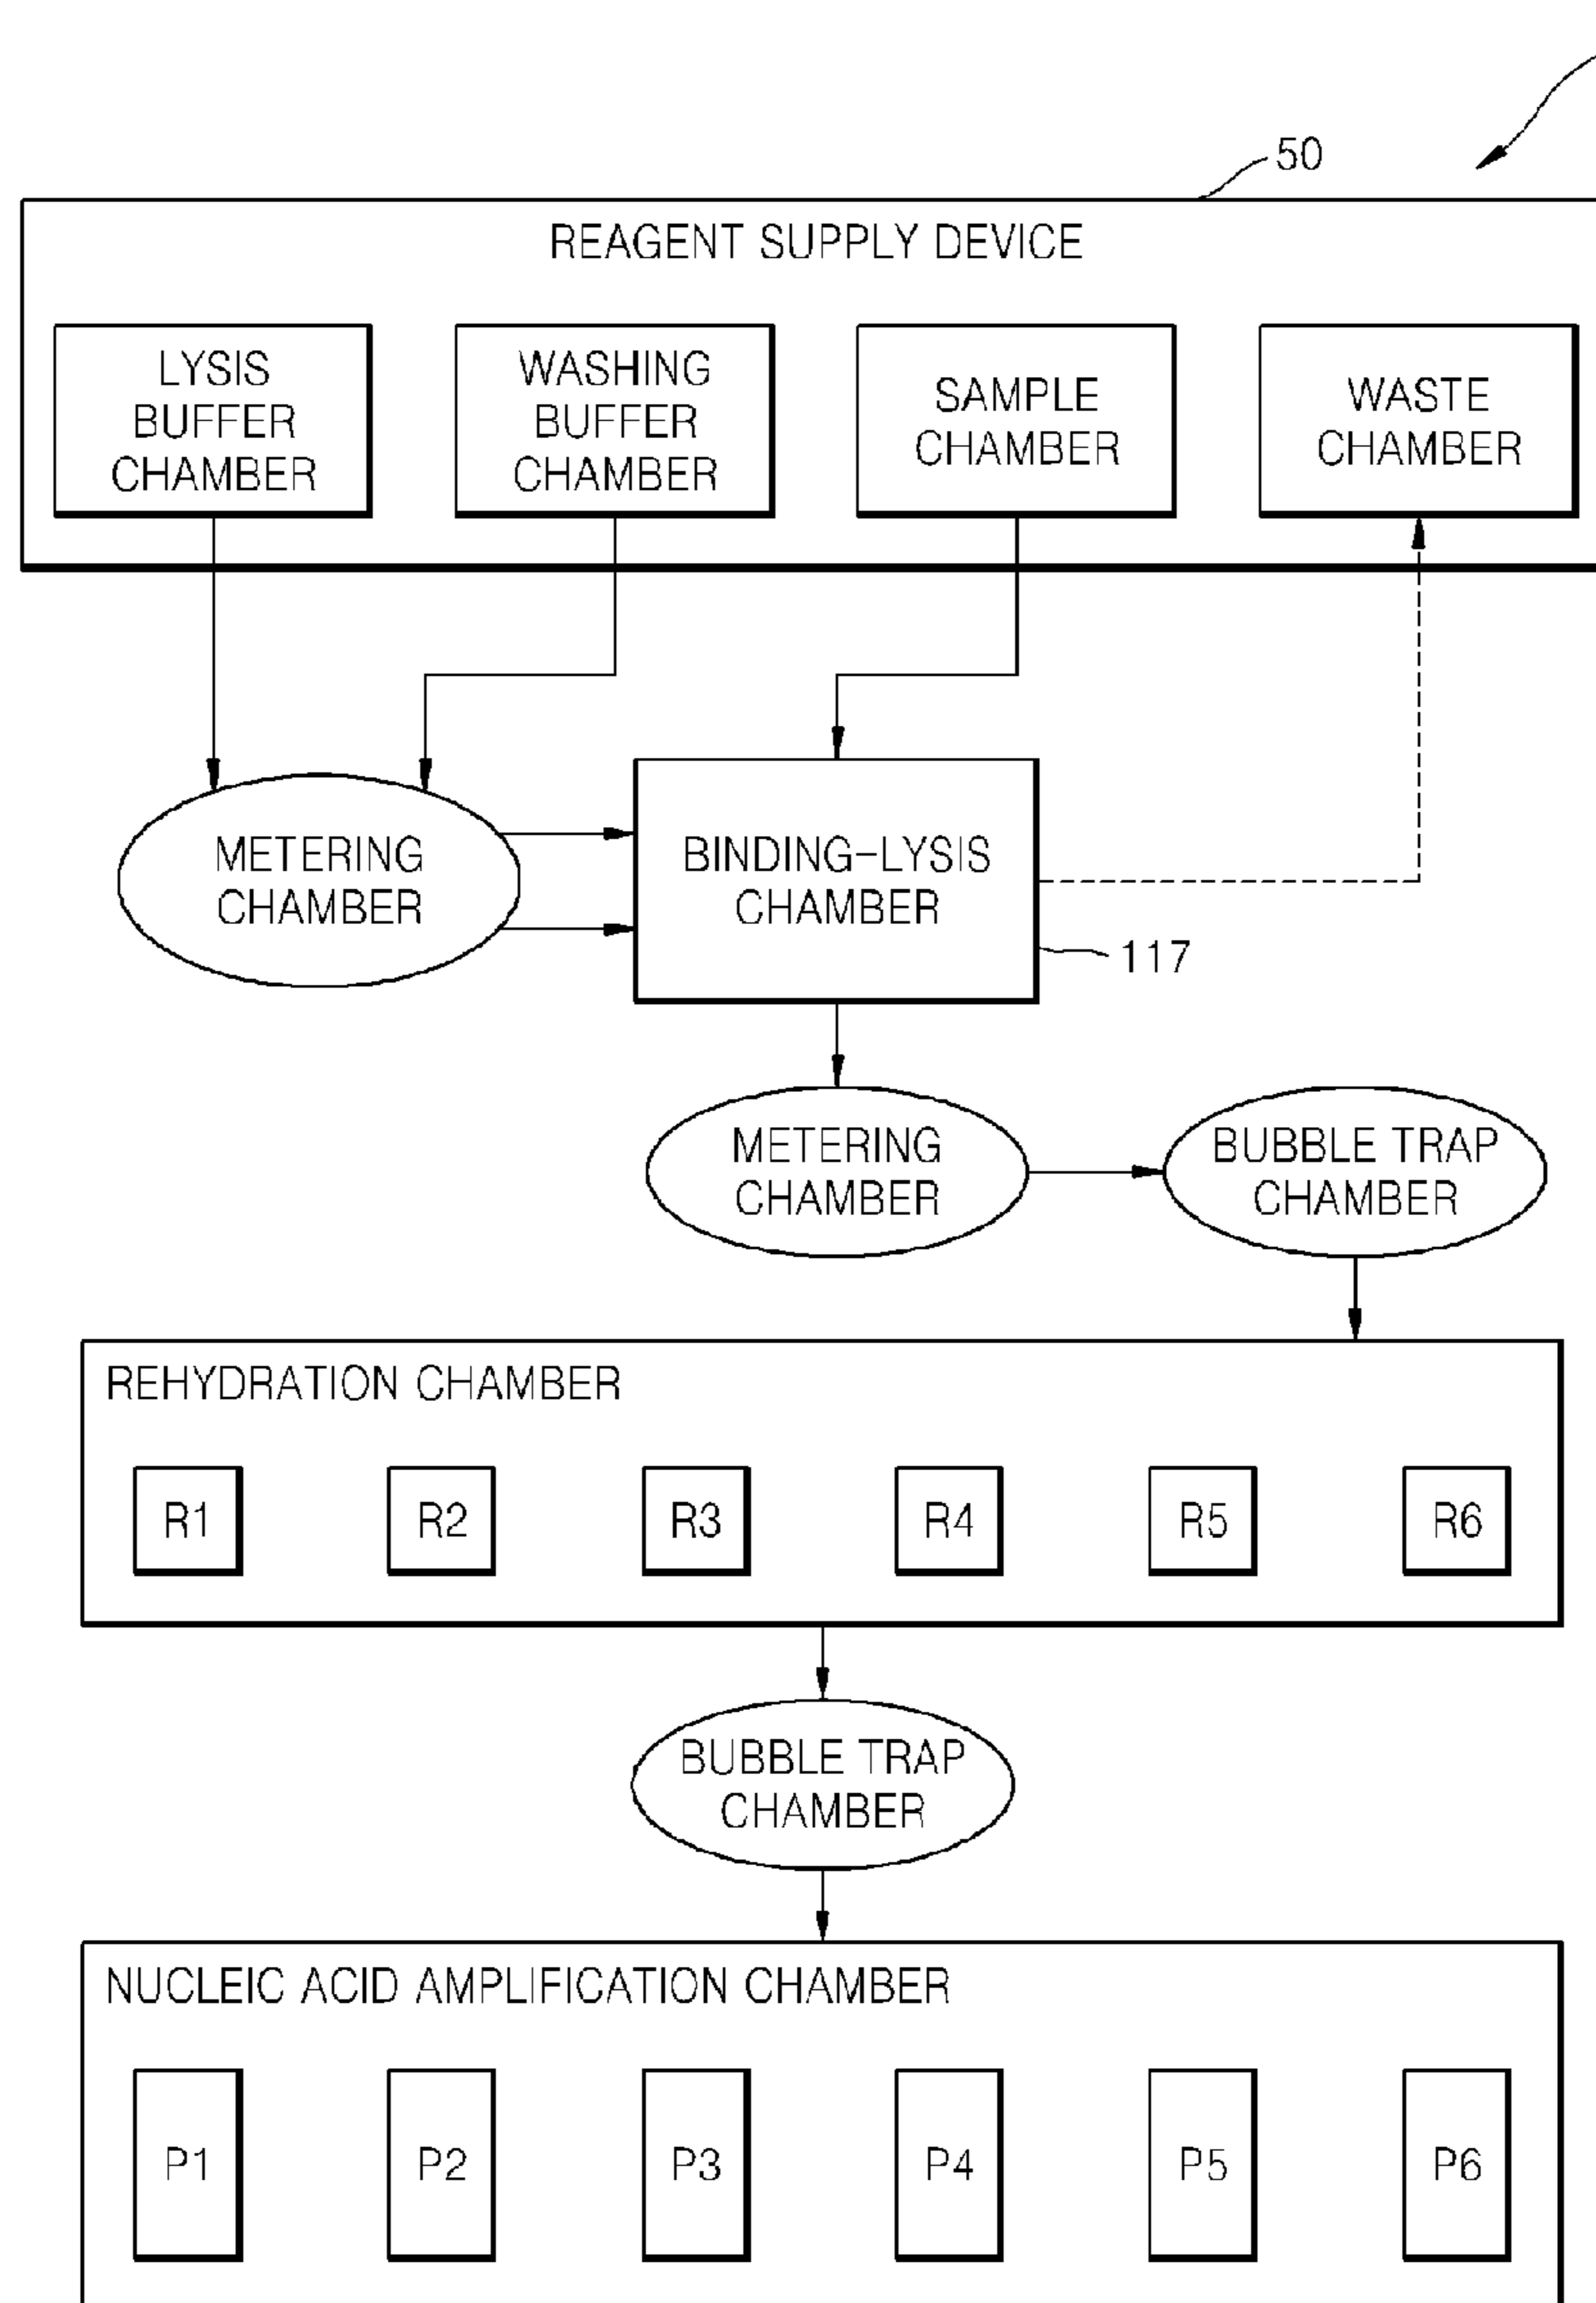 50
REAGENT SUPPLY DEVICE
LYSIS
BUFFER
CHAMBER
WASHING
BUFFER
CHAMBER
SAMPLE
CHAMBER
WASTE
CHAMBER
METERING
CHAMBER
BINDING-LYSIS
CHAMBER
117
METERING
CHAMBER
BUBBLE TRAP
CHAMBER
REHYDRATION CHAMBER
R1 R2 R3 R4 R5 R6
BUBBLE TRAP
CHAMBER
NUCLEIC ACID AMPLIFICATION CHAMBER
P1 P2 P3 P4 P5 P6